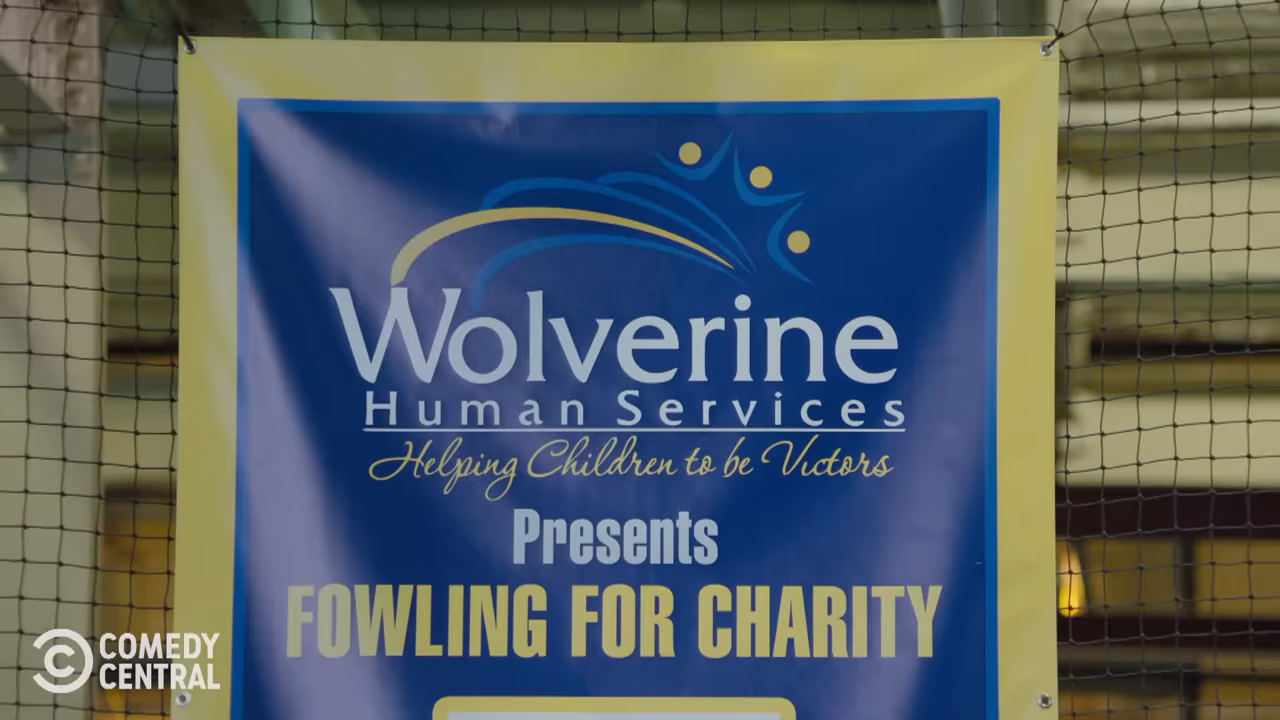 Wolverine
Human Services
Helping Children to be Victors
Presents
FOWLING FOR CHARITY
COMEDY
CENTRAL